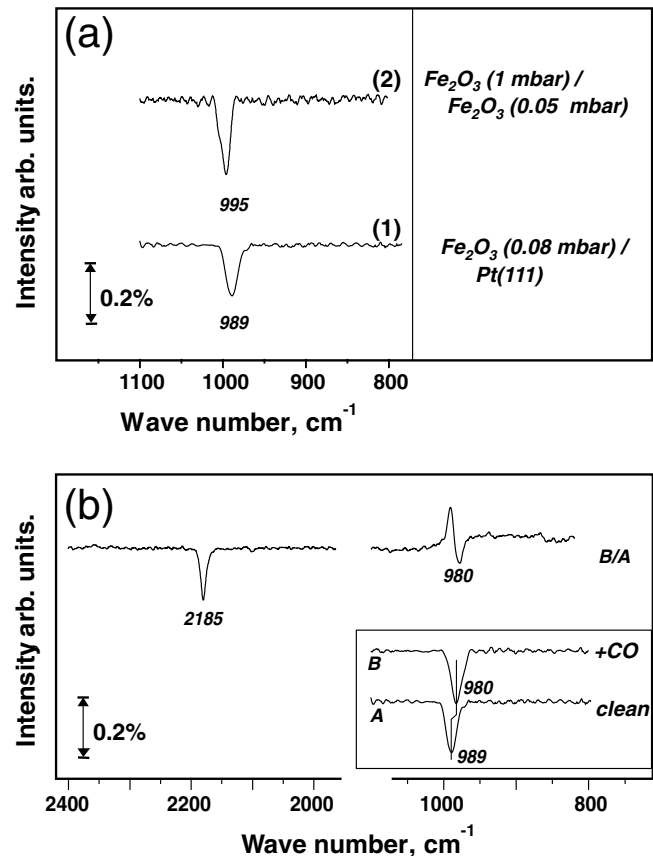 (a)
Intensity arb. units.
(2)
Fe₂O₃ (1 mbar) /
Fe₂O₃ (0.05 mbar)
995
(1)
Fe₂O₃ (0.08 mbar) /
Pt(111)
0.2%
989
1100 1000 900 800
Wave number, cm⁻¹
(b)
Intensity arb. units.
B/A
980
2185
B +CO
980
A clean
989
0.2%
2400 2200 2000 1000 800
Wave number, cm⁻¹